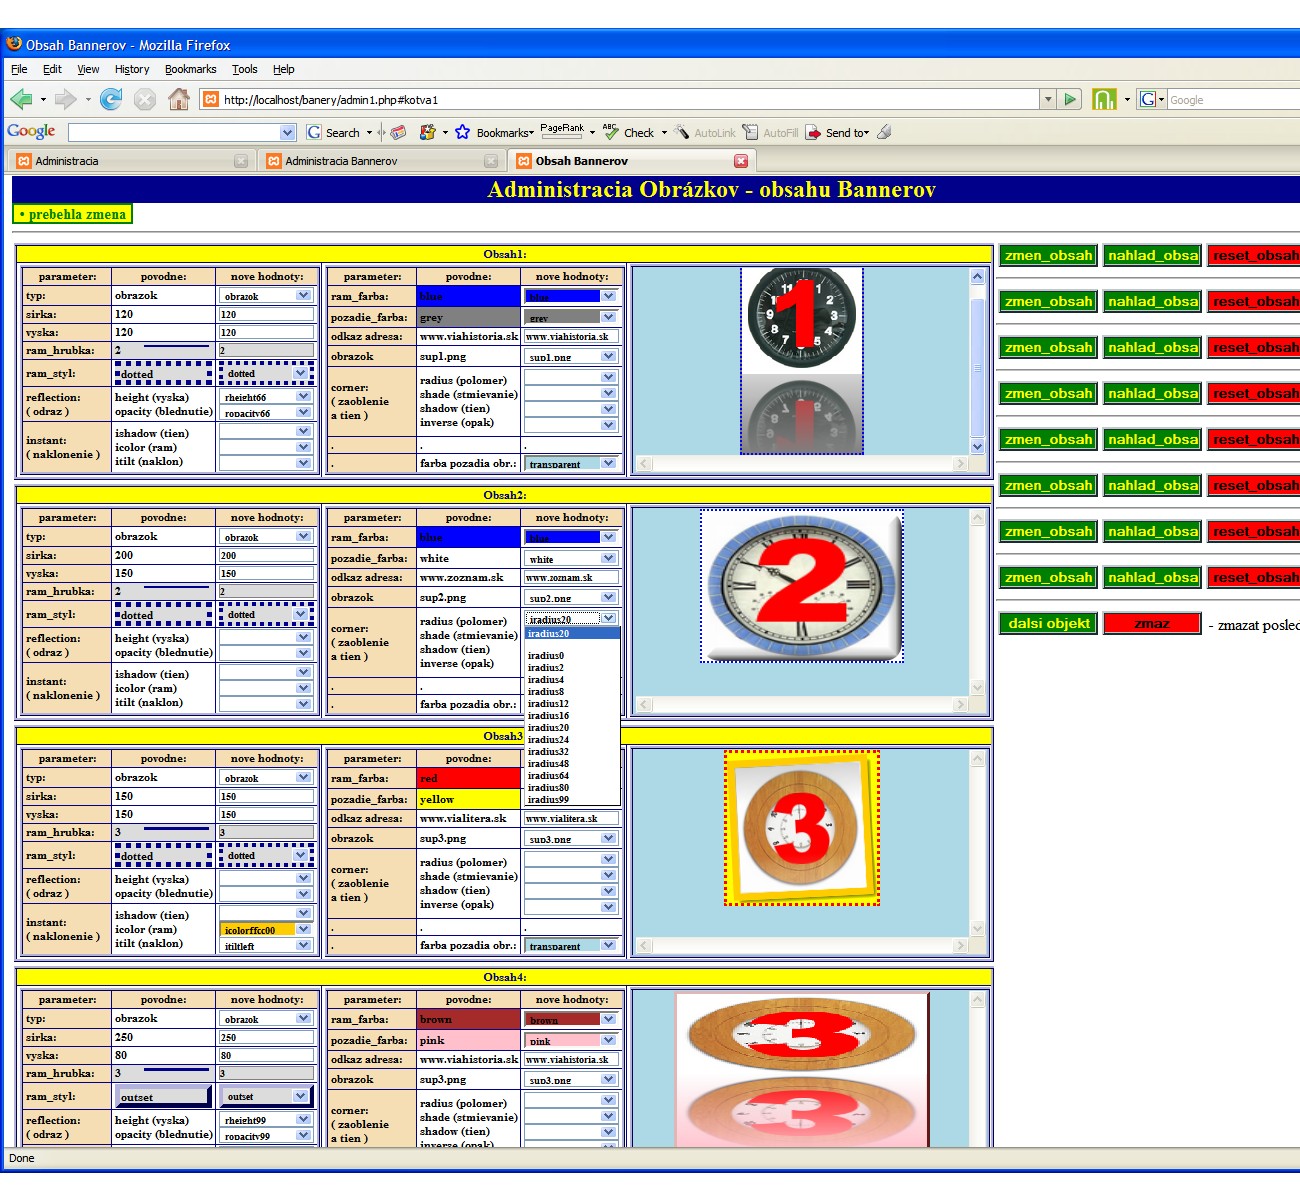 Obsah Bannerov - Mozilla Firefox
File Edit View History Bookmarks Tools Help
http://localhost/banery/admin1.php#kotva1
Google
Google Search Bookmarks PageRank ABC Check AutoLink AutoFill Send to
Administracia Administracia Bannerov Obsah Bannerov
Administracia Obrázkov - obsahu Bannerov
• prebehla zmena
Obsah1:
parameter: povodne: nove hodnoty:
typ: obrazok obrazok
sirka: 120 120
vyska: 120 120
ram_hrubka: 2 2
ram_styl: dotted dotted
reflection: ( odraz ) height (vyska) rheight66
opacity (blednutie) ropacity66
instant: ( naklonenie ) ishadow (tien)
icolor (ram)
itilt (naklon)
parameter: povodne: nove hodnoty:
ram_farba: blue blue
pozadie_farba: grey grey
odkaz adresa: www.viahistoria.sk www.viahistoria.sk
obrazok sup1.png sup1.png
corner: ( zaoblenie a tien ) radius (polomer)
shade (stmievanie)
shadow (tien)
inverse (opak)
. . .
. farba pozadia obr.: transparent
1
zmen_obsah nahlad_obsa reset_obsah
zmen_obsah nahlad_obsa reset_obsah
zmen_obsah nahlad_obsa reset_obsah
zmen_obsah nahlad_obsa reset_obsah
zmen_obsah nahlad_obsa reset_obsah
zmen_obsah nahlad_obsa reset_obsah
zmen_obsah nahlad_obsa reset_obsah
zmen_obsah nahlad_obsa reset_obsah
dalsi objekt zmaz - zmazat posled
Obsah2:
parameter: povodne: nove hodnoty:
typ: obrazok obrazok
sirka: 200 200
vyska: 150 150
ram_hrubka: 2 2
ram_styl: dotted dotted
reflection: ( odraz ) height (vyska)
opacity (blednutie)
instant: ( naklonenie ) ishadow (tien)
icolor (ram)
itilt (naklon)
parameter: povodne: nove hodnoty:
ram_farba: blue blue
pozadie_farba: white white
odkaz adresa: www.zoznam.sk www.zoznam.sk
obrazok sup2.png sup2.png
corner: ( zaoblenie a tien ) radius (polomer) iradius20
shade (stmievanie)
shadow (tien)
inverse (opak)
. .
. farba pozadia obr.:
iradius20
iradius0
iradius2
iradius4
iradius8
iradius12
iradius16
iradius20
iradius24
iradius32
iradius48
iradius64
iradius80
iradius99
2
Obsah3
parameter: povodne: nove hodnoty:
typ: obrazok obrazok
sirka: 150 150
vyska: 150 150
ram_hrubka: 3 3
ram_styl: dotted dotted
reflection: ( odraz ) height (vyska)
opacity (blednutie)
instant: ( naklonenie ) ishadow (tien)
icolor (ram) icolorffcc00
itilt (naklon) itiltleft
parameter: povodne:
ram_farba: red
pozadie_farba: yellow
odkaz adresa: www.vialitera.sk www.vialitera.sk
obrazok sup3.png sup3.png
corner: ( zaoblenie a tien ) radius (polomer)
shade (stmievanie)
shadow (tien)
inverse (opak)
. . .
. farba pozadia obr.: transparent
3
Obsah4:
parameter: povodne: nove hodnoty:
typ: obrazok obrazok
sirka: 250 250
vyska: 80 80
ram_hrubka: 3 3
ram_styl: outset outset
reflection: ( odraz ) height (vyska) rheight99
opacity (blednutie) ropacity99
parameter: povodne: nove hodnoty:
ram_farba: brown brown
pozadie_farba: pink pink
odkaz adresa: www.viahistoria.sk www.viahistoria.sk
obrazok sup3.png sup3.png
corner: ( zaoblenie a tien ) radius (polomer)
shade (stmievanie)
shadow (tien)
inverse (opak)
3
Done